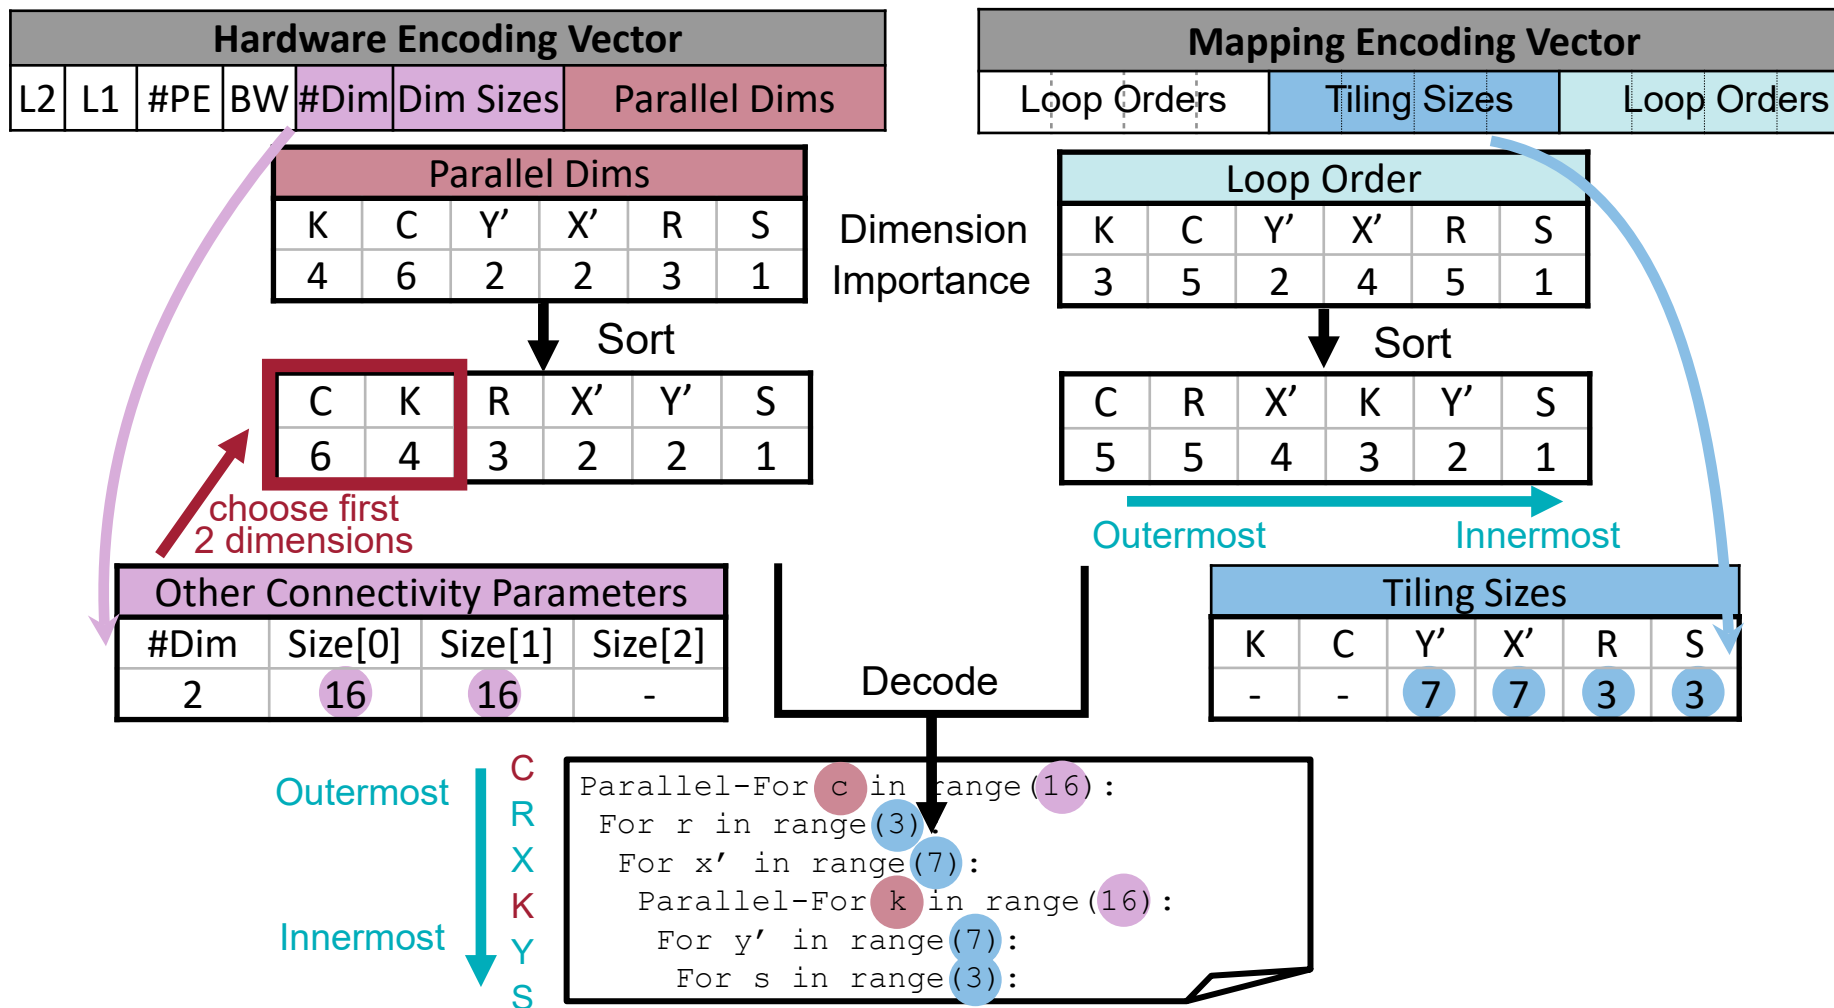 Hardware Encoding Vector
L2 L1 #PE BW #Dim Dim Sizes Parallel Dims
Mapping Encoding Vector
Loop Orders Tiling Sizes Loop Orders
Parallel Dims
K C Y’ X’ R S
4 6 2 2 3 1
Dimension
Importance
Loop Order
K C Y’ X’ R S
3 5 2 4 5 1
Sort
Sort
C K R X’ Y’ S
6 4 3 2 2 1
C R X’ K Y’ S
5 5 4 3 2 1
choose first
2 dimensions
Outermost Innermost
Other Connectivity Parameters
#Dim Size[0] Size[1] Size[2]
2 16 16 -
Tiling Sizes
K C Y’ X’ R S
- - 7 7 3 3
Decode
Outermost
Innermost
C
R
X
K
Y
S
Parallel-For c in range(16):
For r in range(3):
For x’ in range(7):
Parallel-For k in range(16):
For y’ in range(7):
For s in range(3):